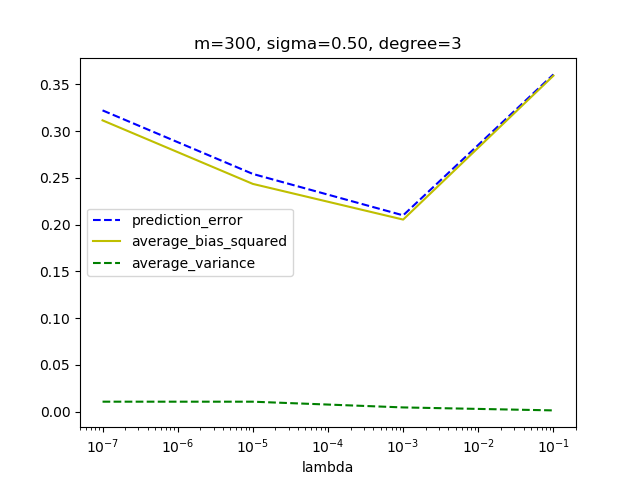 m=300, sigma=0.50, degree=3
0.35
0.30
0.25
0.20
0.15
0.10
0.05
0.00
prediction_error
average_bias_squared
average_variance
10⁻⁷ 10⁻⁶ 10⁻⁵ 10⁻⁴ 10⁻³ 10⁻² 10⁻¹
lambda